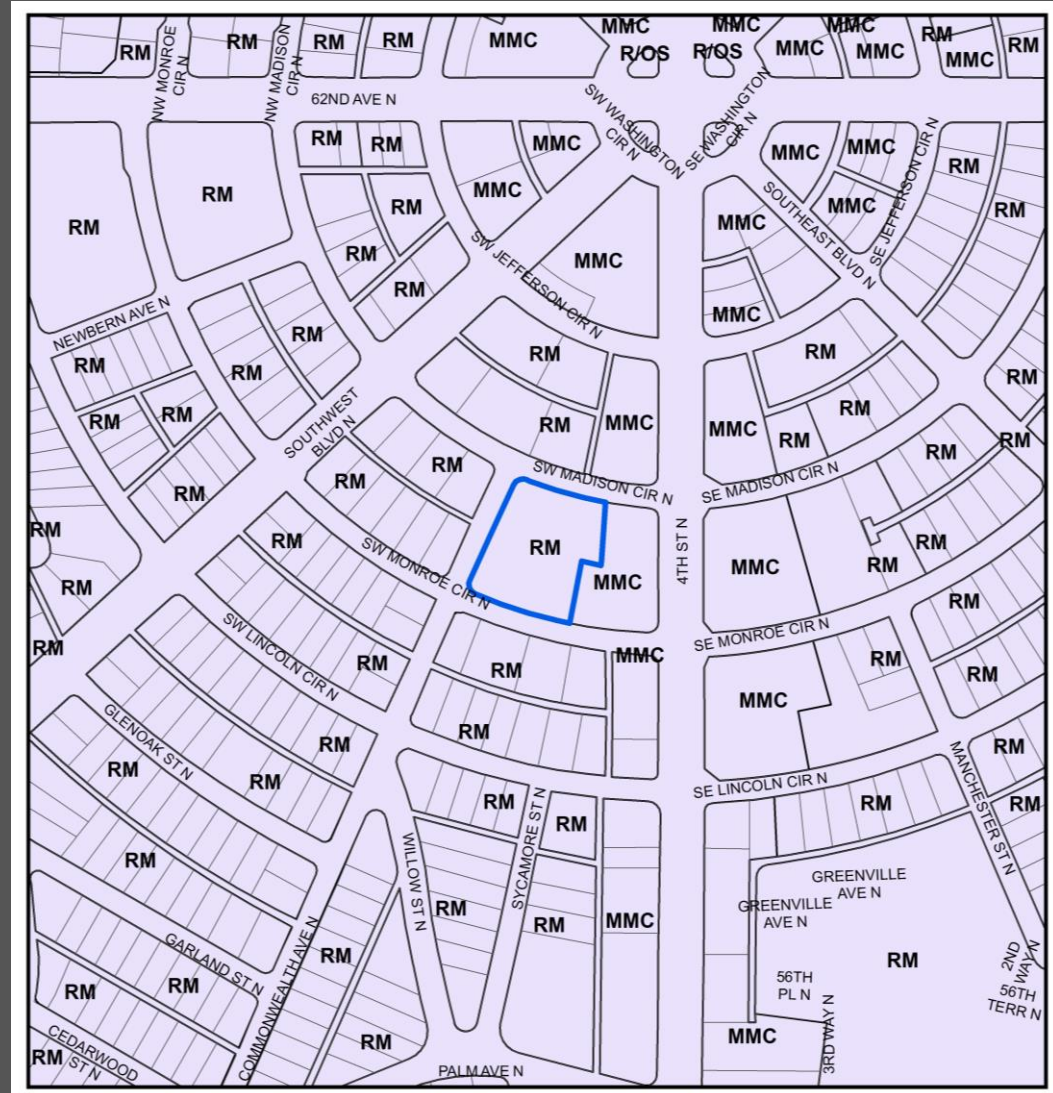 MMC
MMC
MMC
RM
RM
RM
RM
RM
MMC
R/OS
R/OS
MMC
MMC
MMC
RM
NW MONROE
CIR N
NW MADISON
CIR N
62ND AVE N
SW WASHINGTON
CIR N
SE WASHINGTON
CIR N
RM
RM
MMC
MMC
MMC
RM
SE JEFFERSON CIR N
RM
MMC
SOUTHEAST BLVD N
RM
RM
MMC
RM
RM
MMC
RM
SW JEFFERSON CIR N
MMC
RM
MMC
NEWBERN AVE N
RM
RM
RM
RM
RM
RM
RM
RM
SOUTHWEST
BLVD N
RM
MMC
MMC
RM
RM
RM
RM
RM
RM
SW MADISON CIR N
SE MADISON CIR N
RM
RM
RM
4TH ST N
RM
SW MONROE CIR N
RM
MMC
MMC
RM
RM
RM
RM
SW LINCOLN CIR N
SE MONROE CIR N
RM
RM
RM
MMC
RM
RM
MMC
GLENOAK ST N
RM
RM
RM
RM
RM
SE LINCOLN CIR N
MANCHESTER ST N
RM
RM
RM
RM
RM
WILLOW ST N
SYCAMORE ST N
RM
GREENVILLE
AVE N
GREENVILLE
AVE N
RM
RM
MMC
GARLAND ST N
COMMONWEALTH AVE N
RM
RM
RM
RM
56TH
PL N
2ND
WAY N
56TH
TERR N
3RD WAY N
RM
MMC
CEDARWOOD
ST N
RM
PALM AVE N